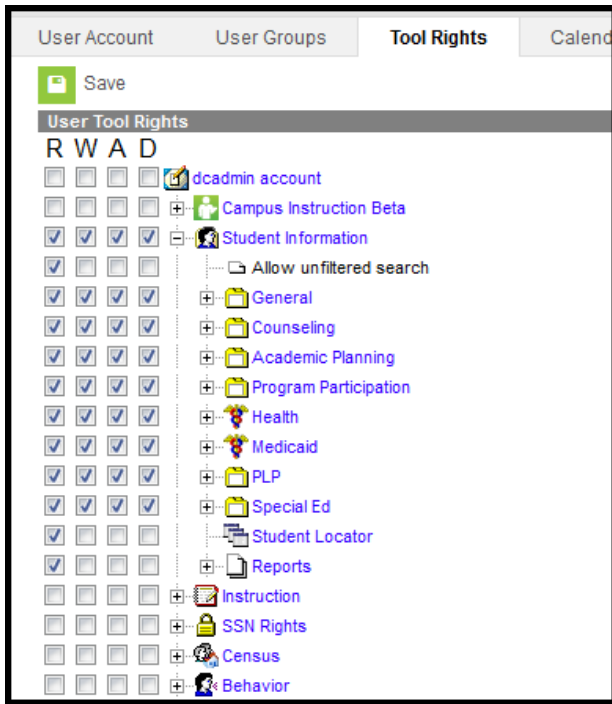 User Account User Groups Tool Rights Calend
Save
User Tool Rights
R W A D
dcadmin account
Campus Instruction Beta
Student Information
Allow unfiltered search
General
Counseling
Academic Planning
Program Participation
Health
Medicaid
PLP
Special Ed
Student Locator
Reports
Instruction
SSN Rights
Census
Behavior